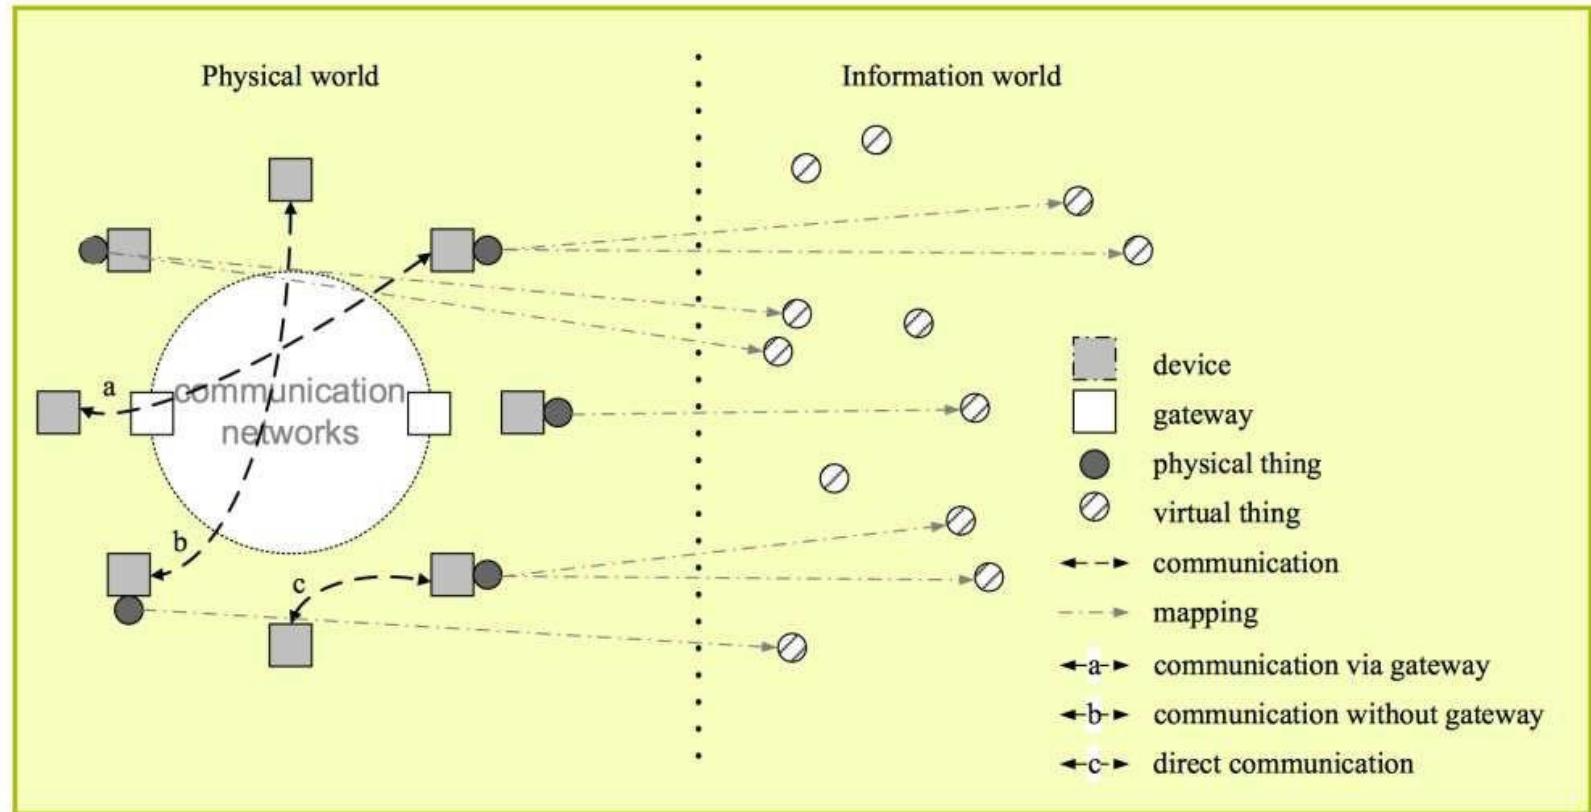 Physical world
Information world
a
communication
networks
b
c
device
gateway
physical thing
virtual thing
communication
mapping
a communication via gateway
b communication without gateway
c direct communication